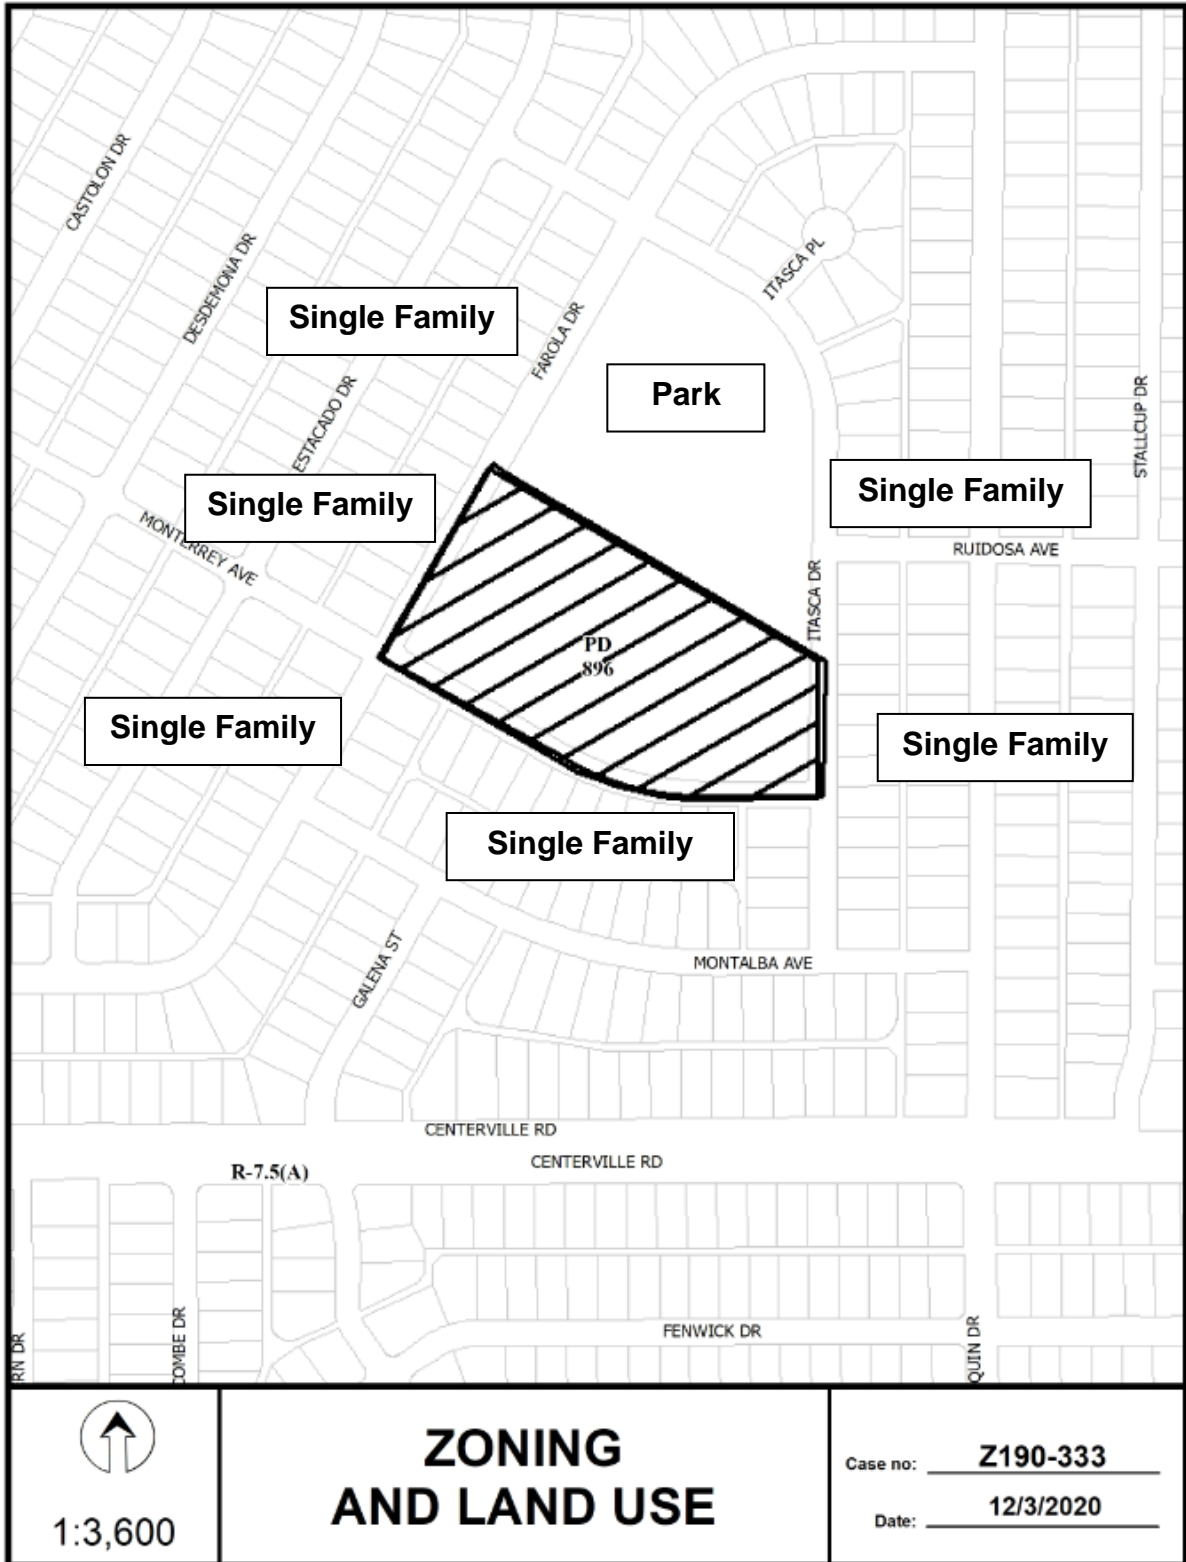 CASTOLON DR
DESDEMONA DR
ITASCA PL
Single Family
FAROLA DR
Park
ESTACADO DR
STALLCUP DR
Single Family
Single Family
MONTERREY AVE
RUIDOSA AVE
ITASCA DR
PD
896
Single Family
Single Family
Single Family
MONTALBA AVE
GALENA ST
CENTERVILLE RD
CENTERVILLE RD
R-7.5(A)
FENWICK DR
RN DR
COMBE DR
QUIN DR
1:3,600
ZONING
AND LAND USE
Case no: Z190-333
Date: 12/3/2020